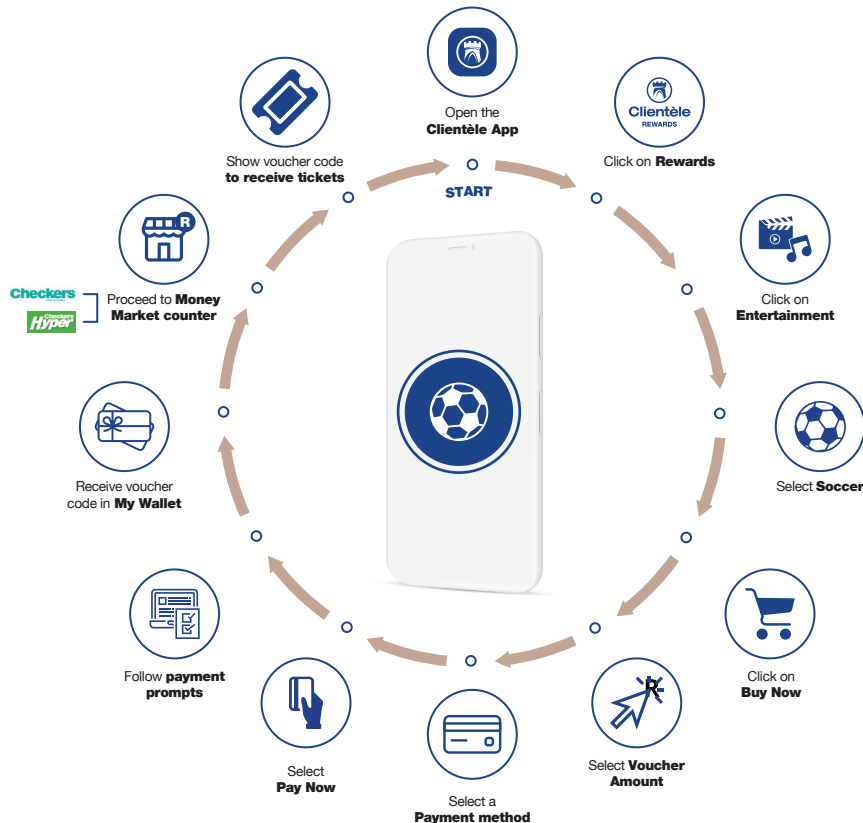 Open the
Clientèle App
START
Clientèle
REWARDS
Click on Rewards
Click on
Entertainment
Select Soccer
Click on
Buy Now
R
Select Voucher
Amount
Select a
Payment method
Select
Pay Now
Follow payment
prompts
Receive voucher
code in My Wallet
R
Checkers
Checkers
Hyper
Proceed to Money
Market counter
Show voucher code
to receive tickets